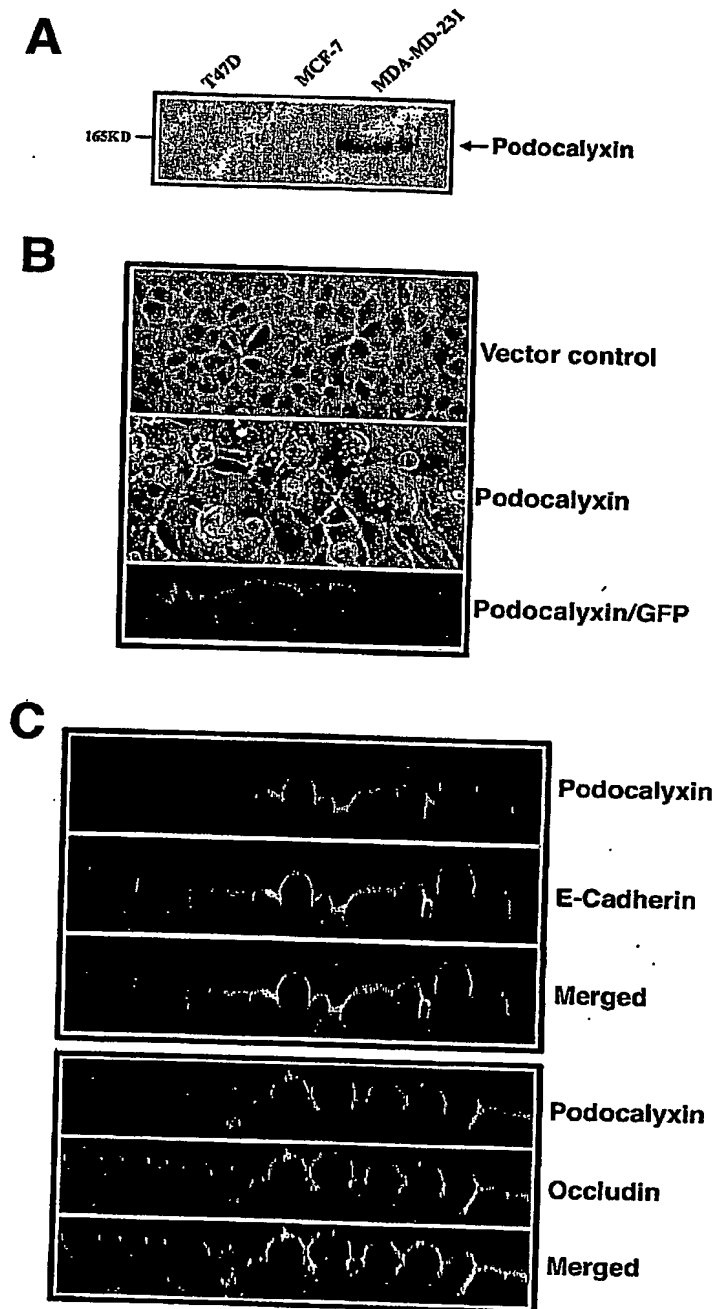 A
T47D
MCF-7
MDA-MD-231
165KD
Podocalyxin
B
Vector control
Podocalyxin
Podocalyxin/GFP
C
Podocalyxin
E-Cadherin
Merged
Podocalyxin
Occludin
Merged